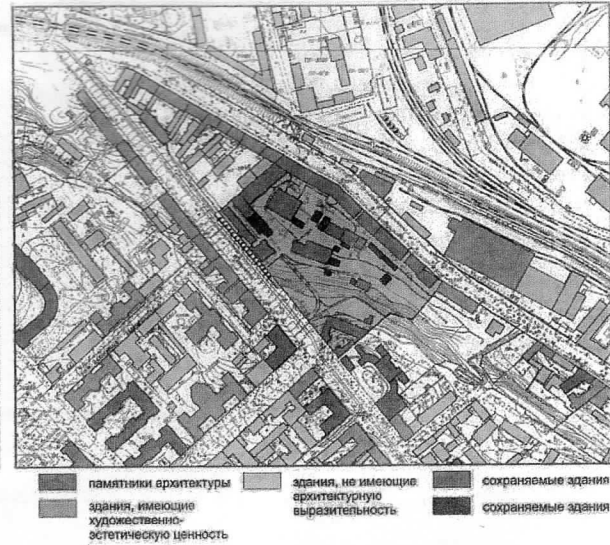 памятники архитектуры
здания, имеющие
художественно-
эстетическую ценность
здания, не имеющие
архитектурную
выразительность
сохраняемые здания
сохраняемые здания